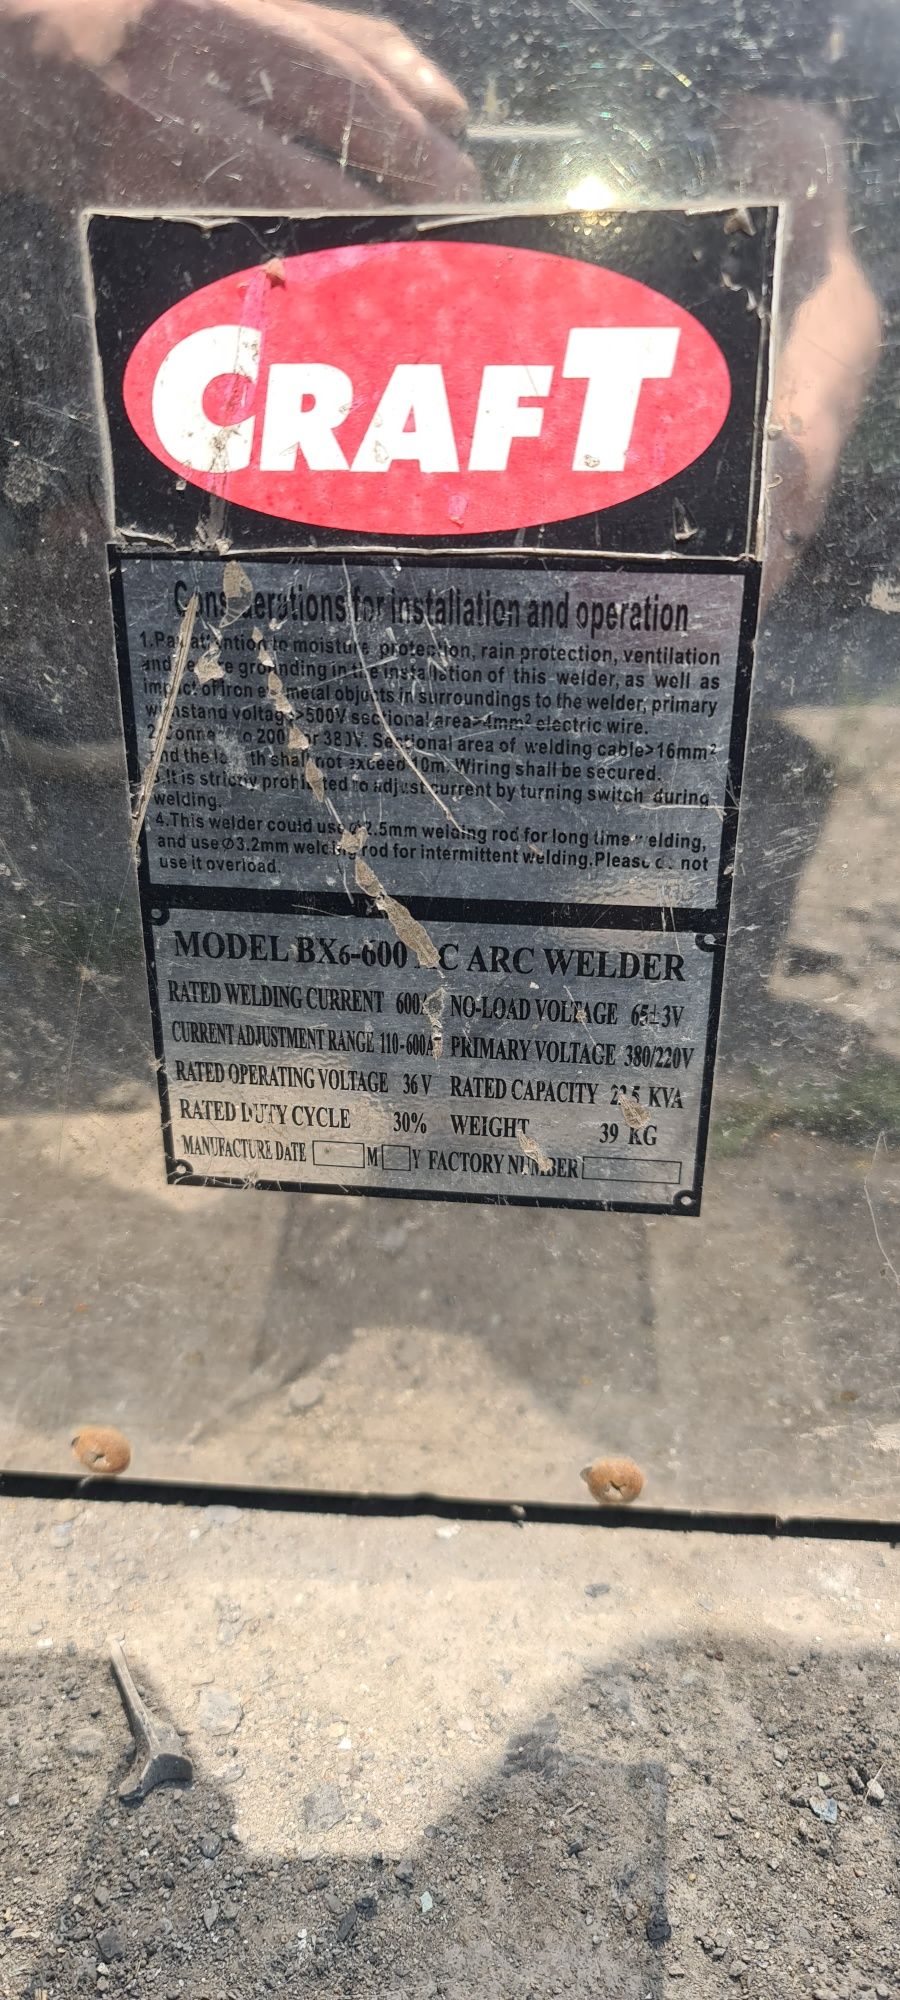 CRAFT
Considerations for installation and operation
1.Pay attention to moisture protection, rain protection, ventilation
and secure grounding in the installation of this welder, as well as
impact of iron metal objects in surroundings to the welder, primary
withstand voltage>500V sectional area>4mm² electric wire.
2.Connect to 200 or 380V. Sectional area of welding cable>16mm²
and the length shall not exceed 10m. Wiring shall be secured.
3.It is strictly prohibited to adjust current by turning switch during
welding.
4.This welder could use Ø2.5mm welding rod for long time welding,
and use Ø3.2mm welding rod for intermittent welding.Please do not
use it overload.
MODEL BX6-600 AC ARC WELDER
RATED WELDING CURRENT 600A NO-LOAD VOLTAGE 65±3V
CURRENT ADJUSTMENT RANGE 110-600A PRIMARY VOLTAGE 380/220V
RATED OPERATING VOLTAGE 36V RATED CAPACITY KVA
RATED DUTY CYCLE 30% WEIGHT 39 KG
MANUFACTURE DATE M Y FACTORY NUMBER